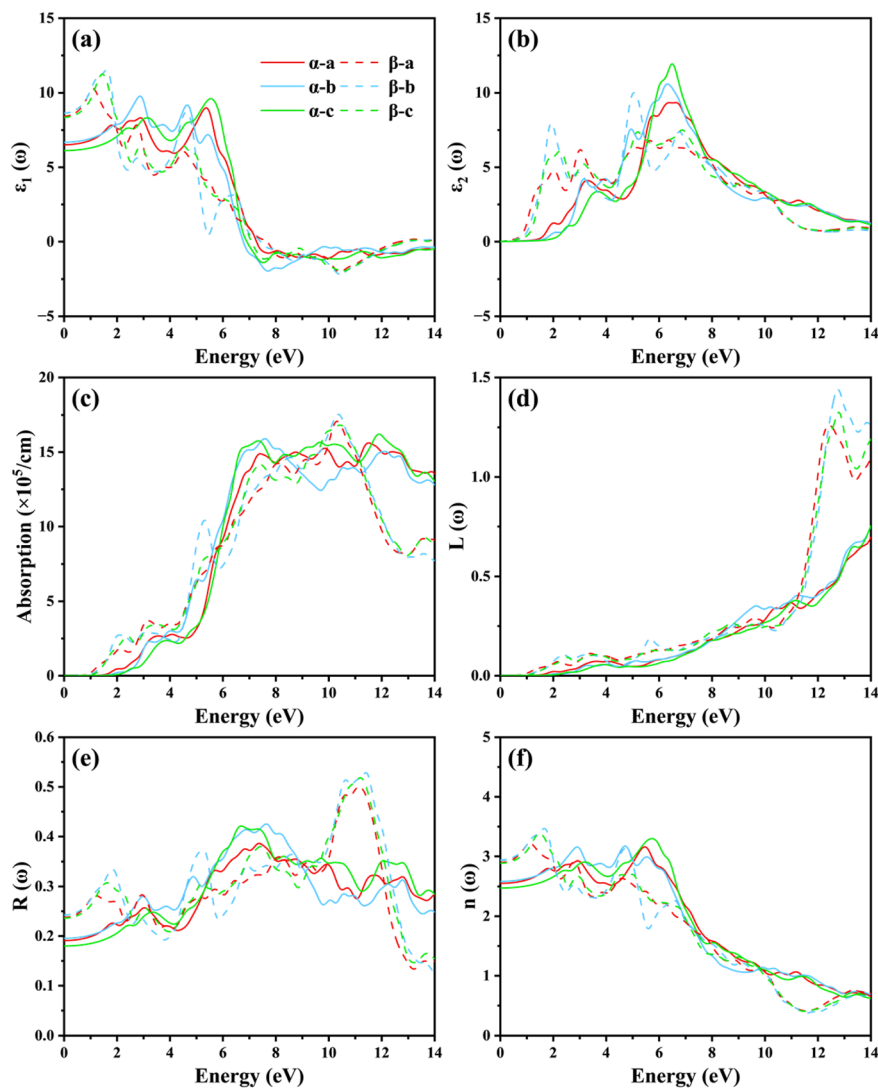 (a)
α-a β-a
α-b β-b
α-c β-c
ε₁ (ω)
15
10
5
0
−5
0 2 4 6 8 10 12 14
Energy (eV)
(b)
ε₂ (ω)
15
10
5
0
−5
0 2 4 6 8 10 12 14
Energy (eV)
(c)
Absorption (×10⁵/cm)
20
15
10
5
0
0 2 4 6 8 10 12 14
Energy (eV)
(d)
L (ω)
1.5
1.0
0.5
0.0
0 2 4 6 8 10 12 14
Energy (eV)
(e)
R (ω)
0.6
0.5
0.4
0.3
0.2
0.1
0.0
0 2 4 6 8 10 12 14
Energy (eV)
(f)
n (ω)
5
4
3
2
1
0
0 2 4 6 8 10 12 14
Energy (eV)